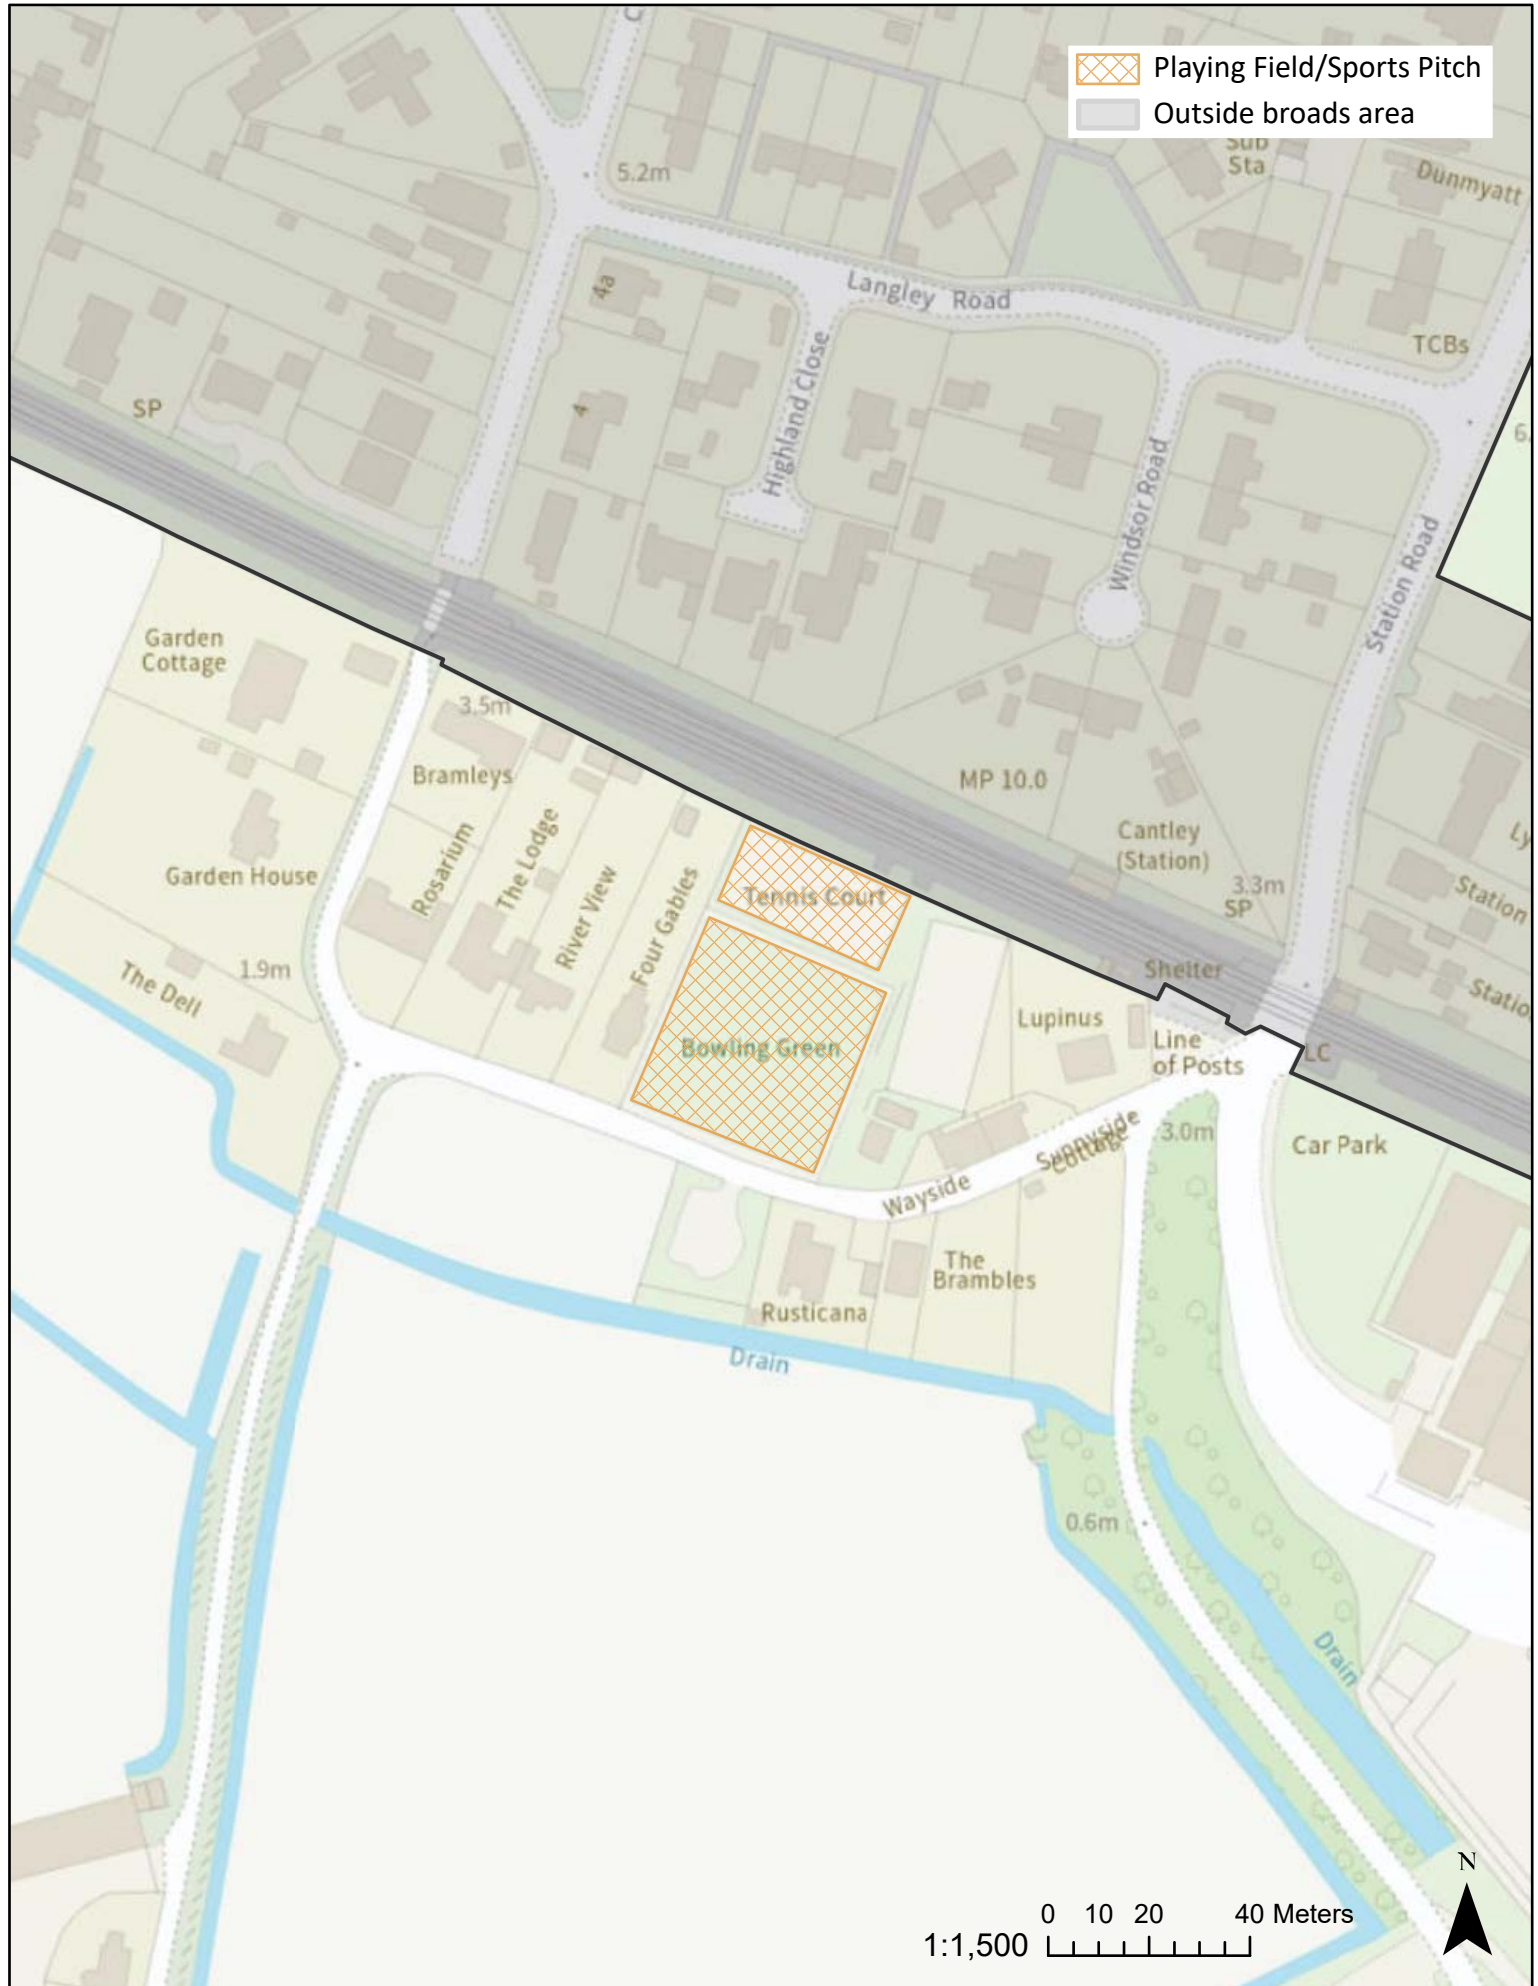 Playing Field/Sports Pitch
Outside broads area
Sub
Sta
Dunmyatt
5.2m
4a
Langley Road
TCBs
Highland Close
4
SP
Windsor Road
Station Road
Garden
Cottage
3.5m
Bramleys
MP 10.0
Cantley
(Station)
3.3m
SP
Garden House
Rosarium
The Lodge
River View
Four Gables
Tennis Court
Station
The Dell
1.9m
Shelter
Lupinus
Line
of Posts
LC
Bowling Green
Sunnyside
Cottage
3.0m
Car Park
Wayside
The
Brambles
Rusticana
Drain
0.6m
Drain
N
0 10 20 40 Meters
1:1,500